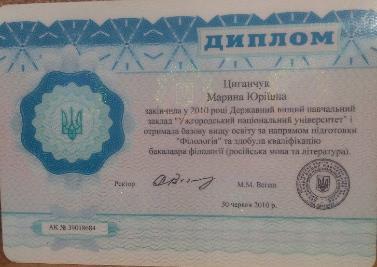 ДИПЛОМ
Циганчук
Марина Юріївна
закінчила у 2010 році Державний вищий навчальний
заклад "Ужгородський національний університет" і
отримала базову вищу освіту за напрямом підготовки
"Філологія" та здобула кваліфікацію
бакалавра філології (російська мова та література).
Ректор М.М. Вегеш
30 червня 2010 р.
АК № 39018684